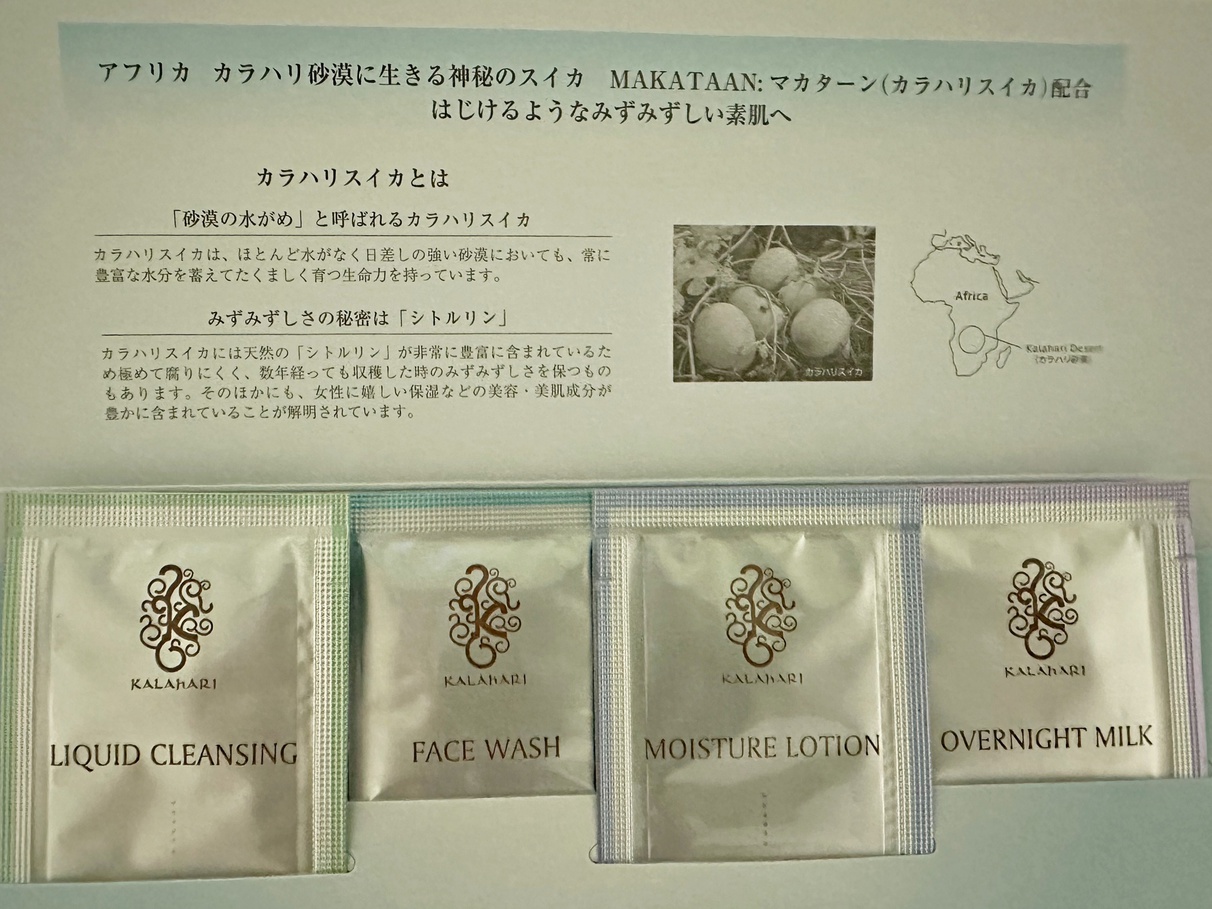 アフリカ カラハリ砂漠に生きる神秘のスイカ MAKATAAN: マカターン(カラハリスイカ)配合
はじけるようなみずみずしい素肌へ
カラハリスイカとは
「砂漠の水がめ」と呼ばれるカラハリスイカ
カラハリスイカは、ほとんど水がなく日差しの強い砂漠においても、常に
豊富な水分を蓄えてたくましく育つ生命力を持っています。
みずみずしさの秘密は「シトルリン」
カラハリスイカには天然の「シトルリン」が非常に豊富に含まれているた
め極めて腐りにくく、数年経っても収穫した時のみずみずしさを保つもの
もあります。そのほかにも、女性に嬉しい保湿などの美容・美肌成分が
豊かに含まれていることが解明されています。
カラハリスイカ
Africa
Kalahari Desert
(カラハリ砂漠)
KALAHARI
LIQUID CLEANSING
KALAHARI
FACE WASH
KALAHARI
MOISTURE LOTION
KALAHARI
OVERNIGHT MILK